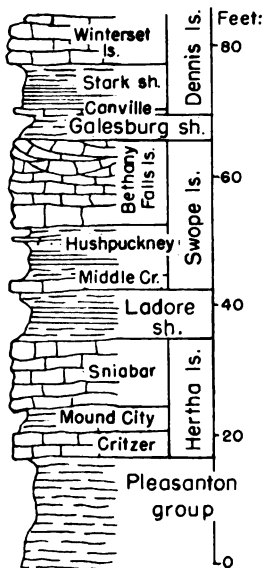 Feet:
Winterset
ls.
80
Dennis ls.
Stark sh.
Canville
Galesburg sh.
Bethany
Falls ls.
60
Swope ls.
Hushpuckney
Middle Cr.
Ladore
sh.
40
Sniabar
Hertha ls.
Mound City
20
Critzer
Pleasanton
group
0